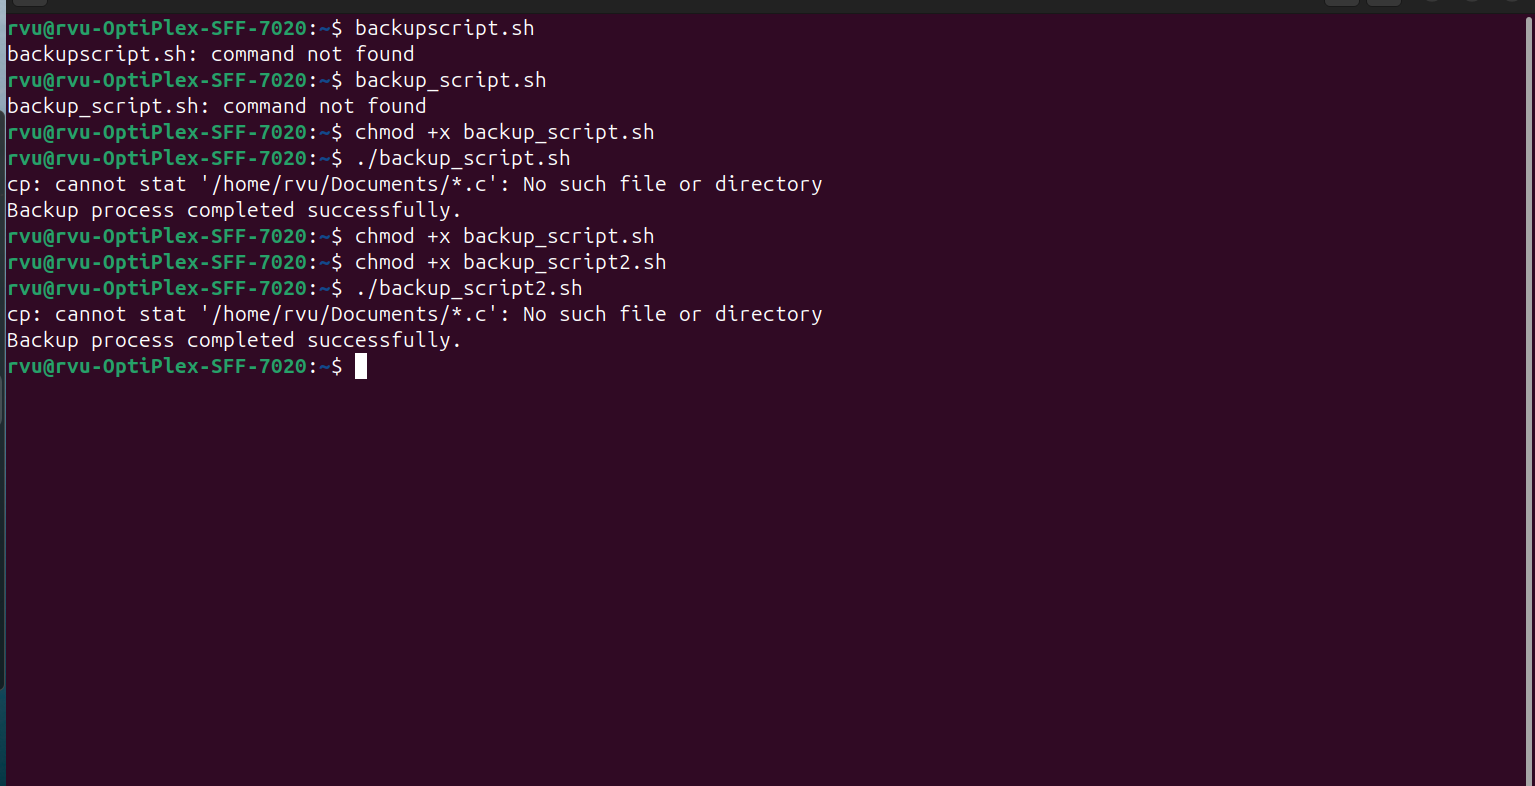 rvu@rvu-OptiPlex-SFF-7020:~$ backupscript.sh
backupscript.sh: command not found
rvu@rvu-OptiPlex-SFF-7020:~$ backup_script.sh
backup_script.sh: command not found
rvu@rvu-OptiPlex-SFF-7020:~$ chmod +x backup_script.sh
rvu@rvu-OptiPlex-SFF-7020:~$ ./backup_script.sh
cp: cannot stat '/home/rvu/Documents/*.c': No such file or directory
Backup process completed successfully.
rvu@rvu-OptiPlex-SFF-7020:~$ chmod +x backup_script.sh
rvu@rvu-OptiPlex-SFF-7020:~$ chmod +x backup_script2.sh
rvu@rvu-OptiPlex-SFF-7020:~$ ./backup_script2.sh
cp: cannot stat '/home/rvu/Documents/*.c': No such file or directory
Backup process completed successfully.
rvu@rvu-OptiPlex-SFF-7020:~$